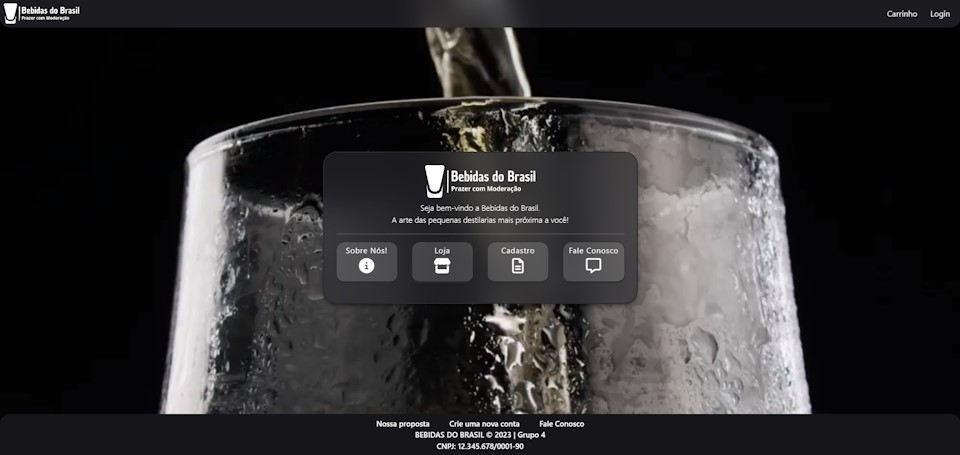 Bebidas do Brasil
Prazer com Moderação
Carrinho Login
Bebidas do Brasil
Prazer com Moderação
Seja bem-vindo a Bebidas do Brasil.
A arte das pequenas destilarias mais próxima a você!
Sobre Nós! Loja Cadastro Fale Conosco
Nossa proposta Crie uma nova conta Fale Conosco
BEBIDAS DO BRASIL © 2023 | Grupo 4
CNPJ: 12.345.678/0001-90